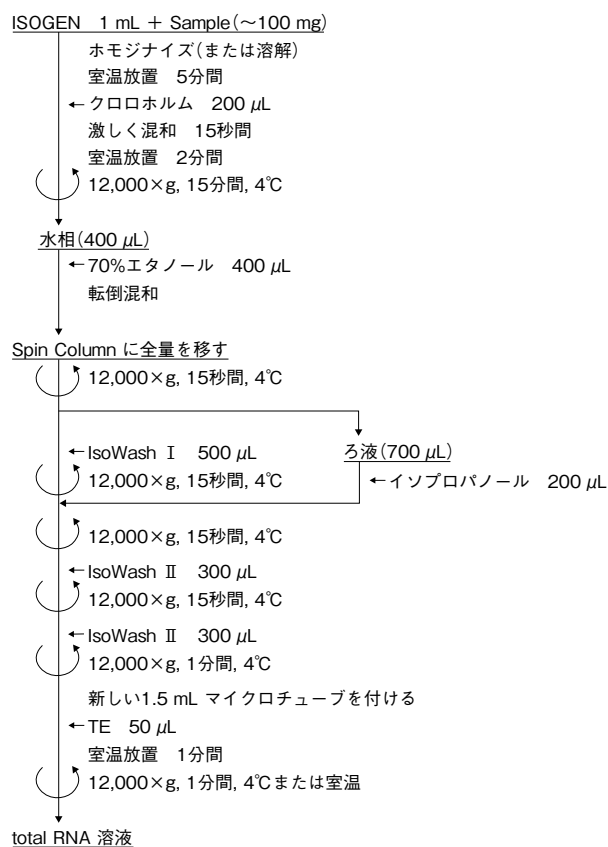 ISOGEN 1 mL + Sample(~100 mg)
ホモジナイズ(または溶解)
室温放置 5分間
←クロロホルム 200 μL
激しく混和 15秒間
室温放置 2分間
12,000×g, 15分間, 4℃
水相(400 μL)
←70%エタノール 400 μL
転倒混和
Spin Column に全量を移す
12,000×g, 15秒間, 4℃
←IsoWash Ⅰ 500 μL
12,000×g, 15秒間, 4℃
ろ液(700 μL)
←イソプロパノール 200 μL
12,000×g, 15秒間, 4℃
←IsoWash Ⅱ 300 μL
12,000×g, 15秒間, 4℃
←IsoWash Ⅱ 300 μL
12,000×g, 1分間, 4℃
新しい1.5 mL マイクロチューブを付ける
←TE 50 μL
室温放置 1分間
12,000×g, 1分間, 4℃または室温
total RNA 溶液